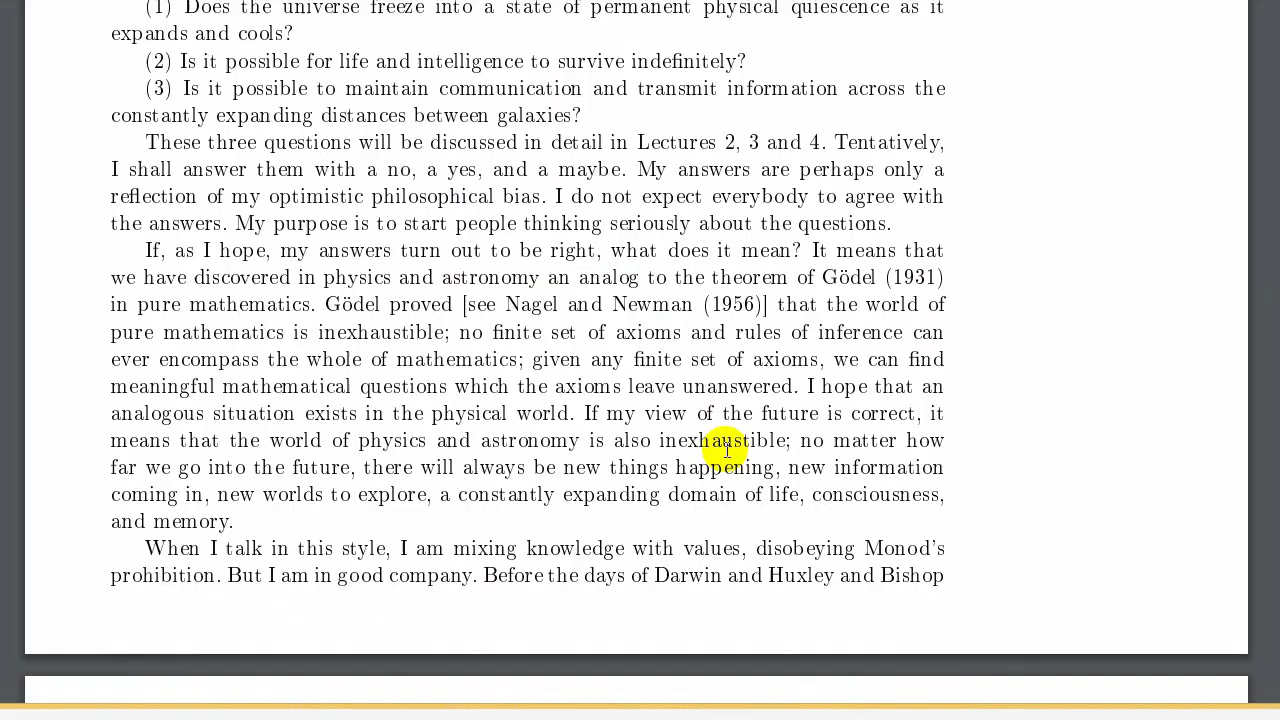 (1) Does the universe freeze into a state of permanent physical quiescence as it
expands and cools?
(2) Is it possible for life and intelligence to survive indefinitely?
(3) Is it possible to maintain communication and transmit information across the
constantly expanding distances between galaxies?
These three questions will be discussed in detail in Lectures 2, 3 and 4. Tentatively,
I shall answer them with a no, a yes, and a maybe. My answers are perhaps only a
reflection of my optimistic philosophical bias. I do not expect everybody to agree with
the answers. My purpose is to start people thinking seriously about the questions.
If, as I hope, my answers turn out to be right, what does it mean? It means that
we have discovered in physics and astronomy an analog to the theorem of Gödel (1931)
in pure mathematics. Gödel proved [see Nagel and Newman (1956)] that the world of
pure mathematics is inexhaustible; no finite set of axioms and rules of inference can
ever encompass the whole of mathematics; given any finite set of axioms, we can find
meaningful mathematical questions which the axioms leave unanswered. I hope that an
analogous situation exists in the physical world. If my view of the future is correct, it
means that the world of physics and astronomy is also inexhaustible; no matter how
far we go into the future, there will always be new things happening, new information
coming in, new worlds to explore, a constantly expanding domain of life, consciousness,
and memory.
When I talk in this style, I am mixing knowledge with values, disobeying Monod's
prohibition. But I am in good company. Before the days of Darwin and Huxley and Bishop